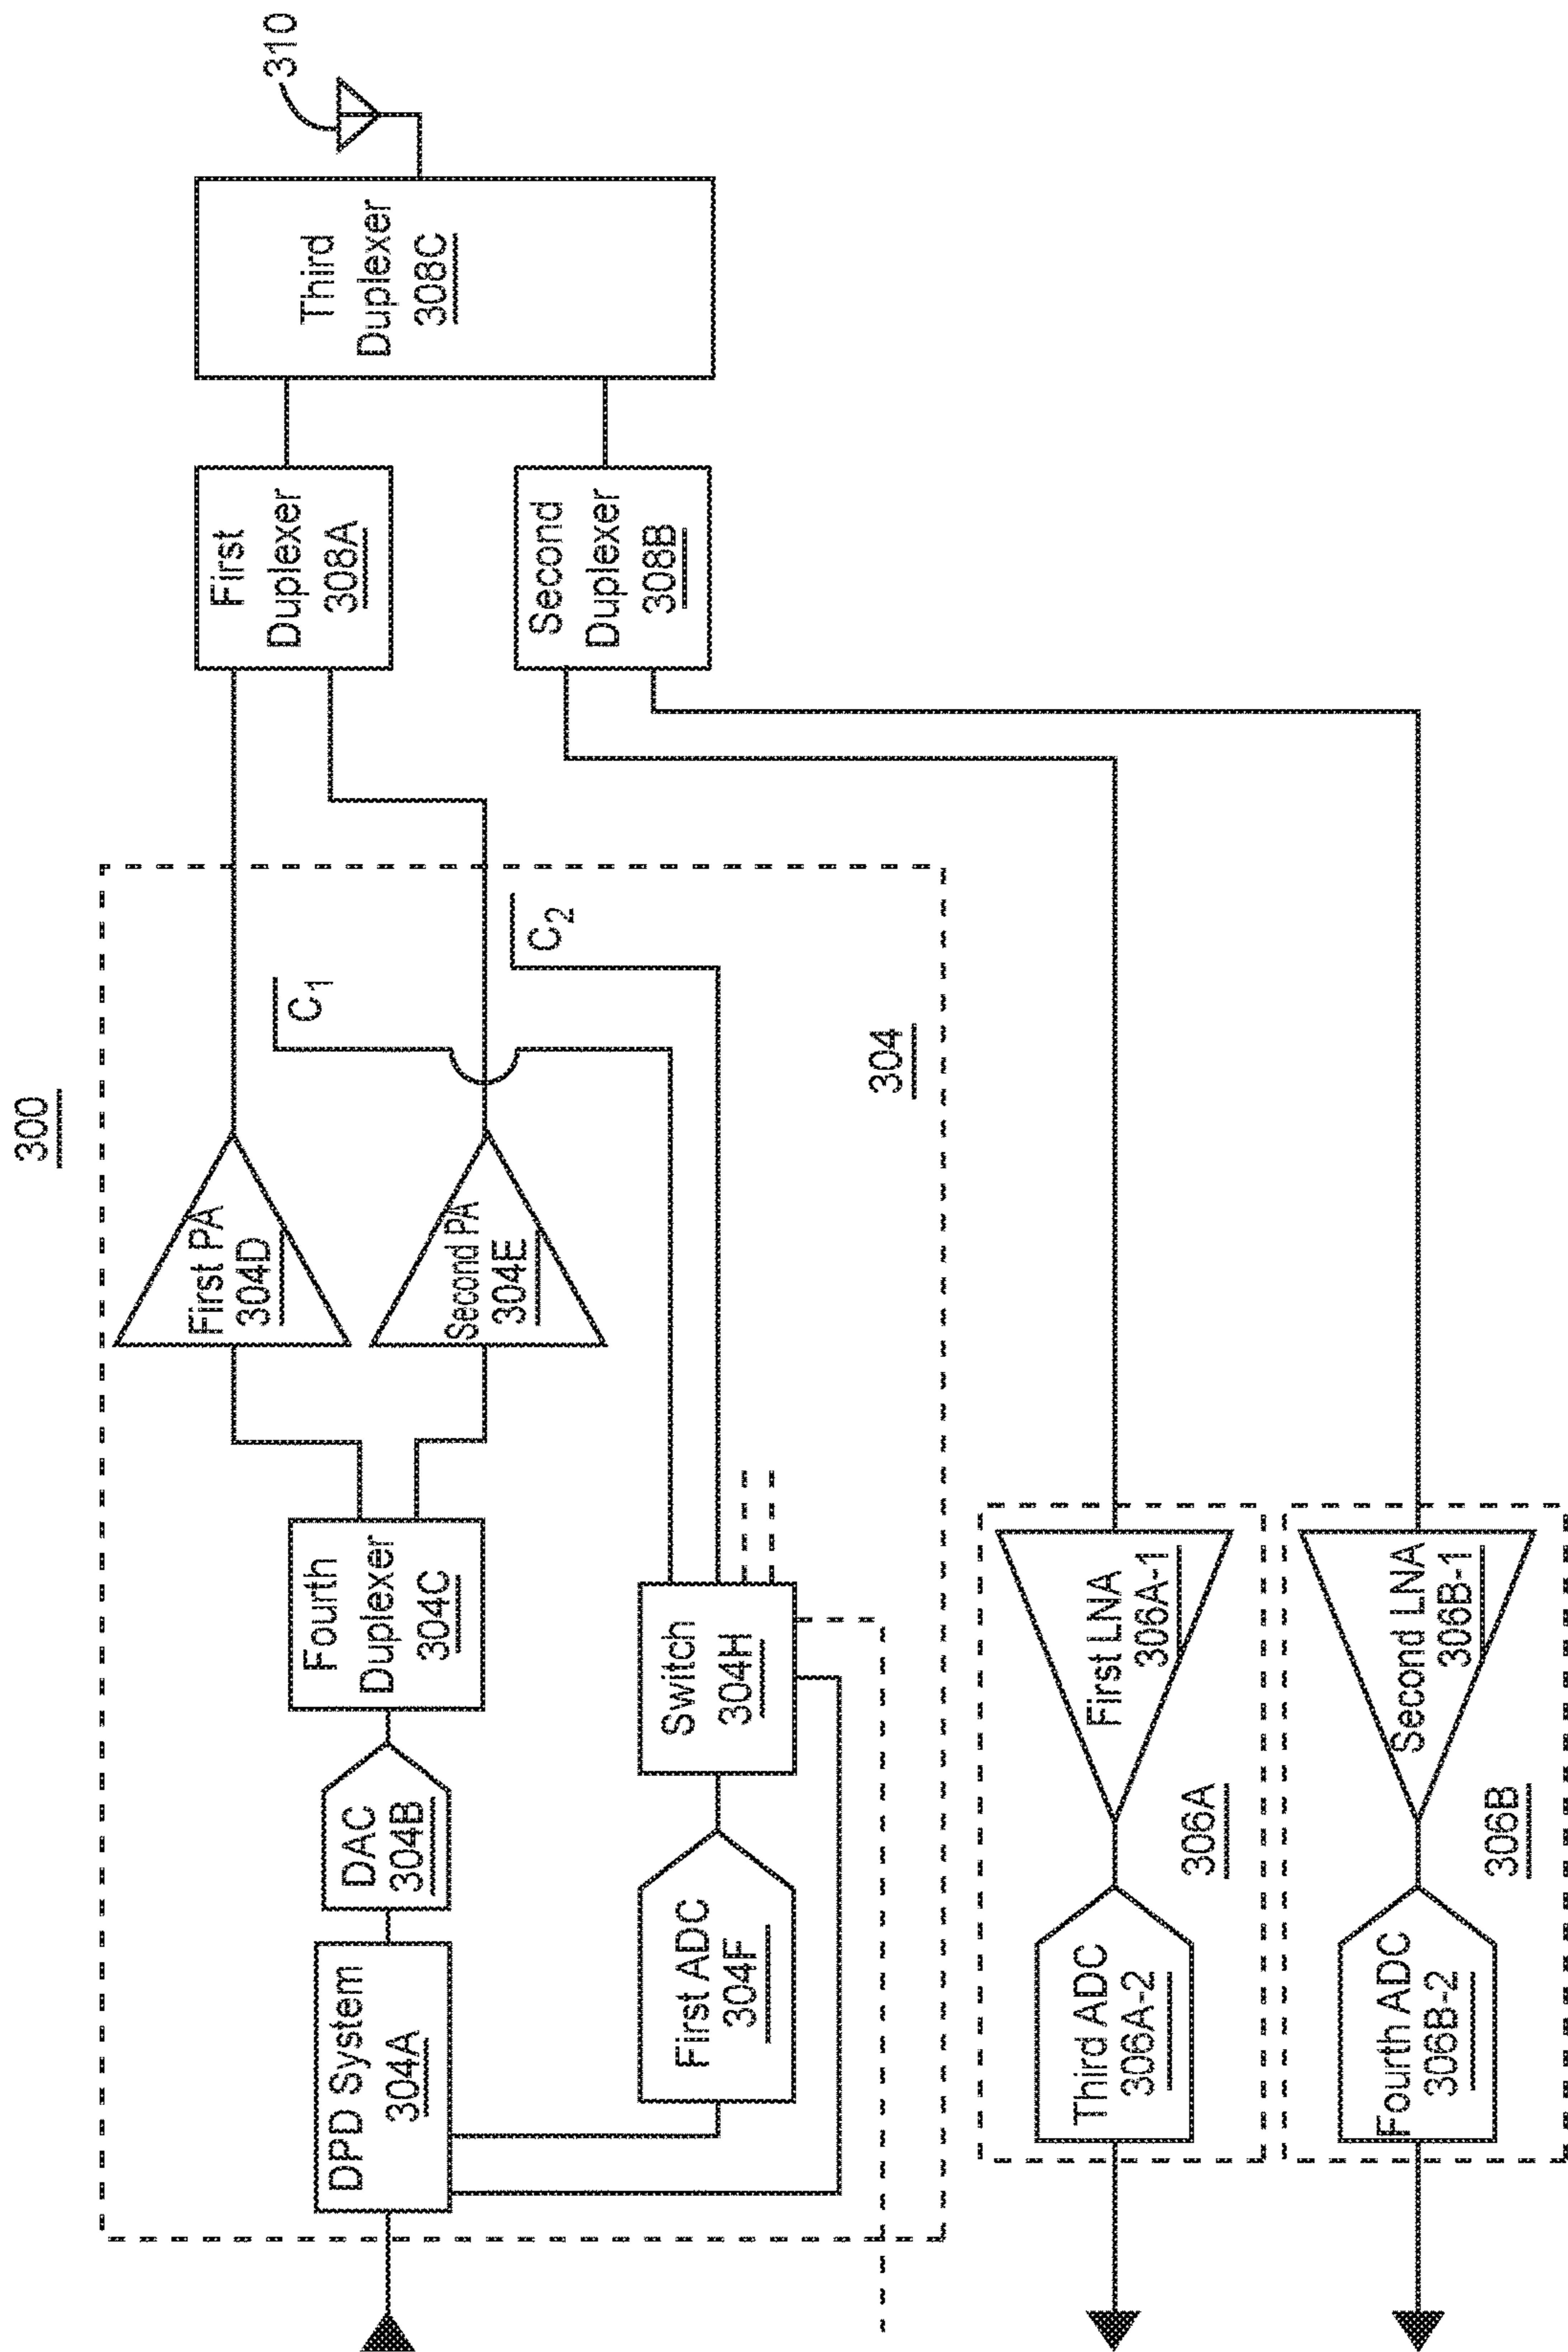 300
310
DPD System
304A
DAC
304B
Fourth
Duplexer
304C
First PA
304D
Second PA
304E
C1
C2
First ADC
304F
Switch
304H
304
First
Duplexer
308A
Second
Duplexer
308B
Third
Duplexer
308C
Third ADC
306A-2
First LNA
306A-1
306A
Fourth ADC
306B-2
Second LNA
306B-1
306B